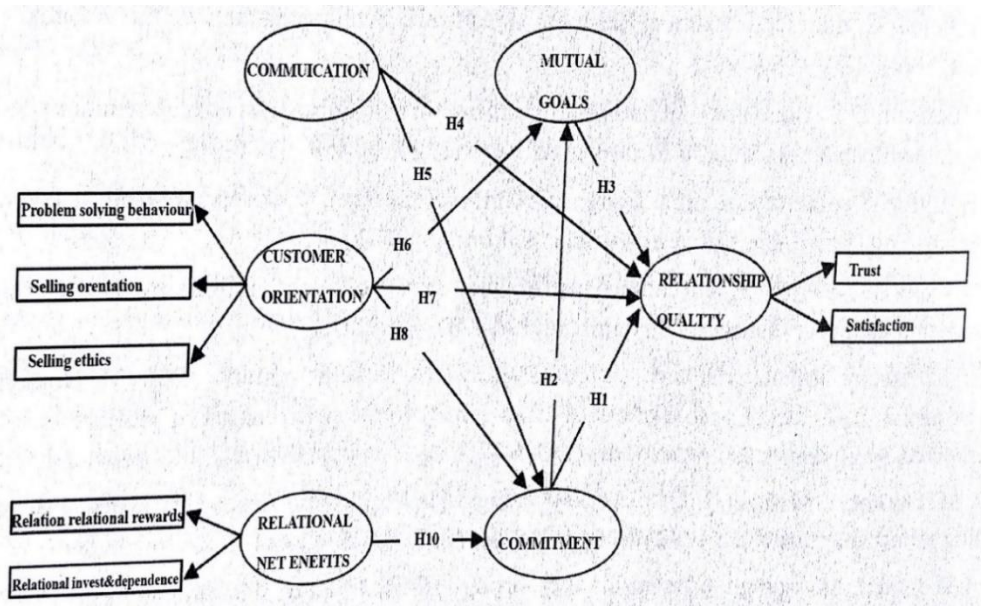 COMMUICATION
MUTUAL
GOALS
H4
H5
H3
Problem solving behaviour
H6
CUSTOMER
ORIENTATION
Selling orentation
H7
RELATIONSHIP
QUALTTY
Trust
Satisfaction
H8
Selling ethics
H2
H1
Relation relational rewards
RELATIONAL
NET ENEFITS
H10
COMMITMENT
Relational invest&dependence